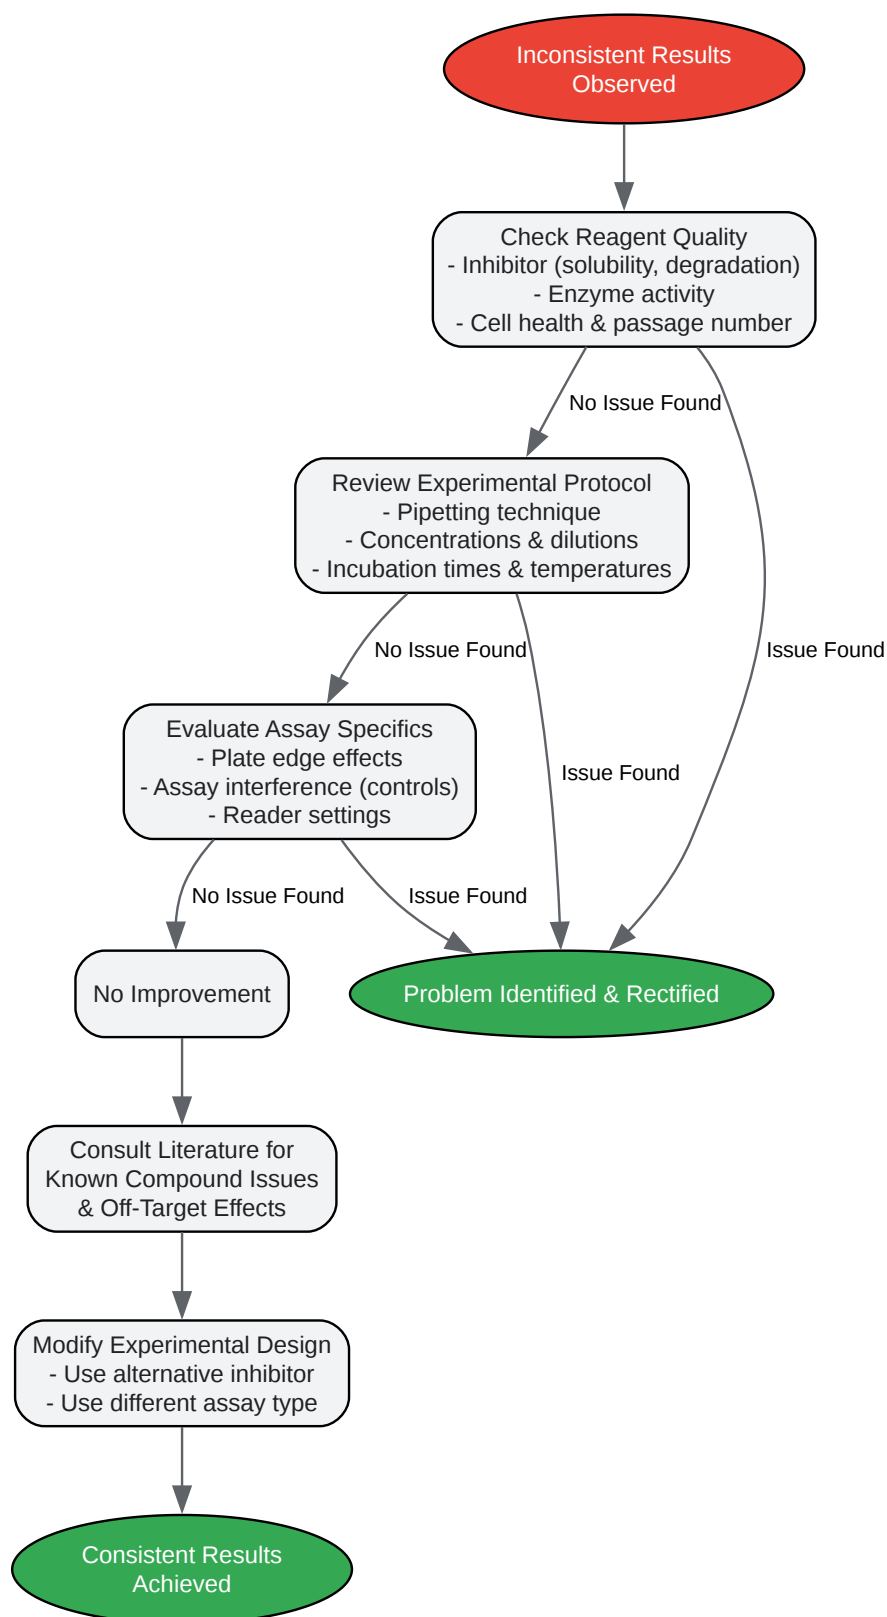 Inconsistent Results
Observed
Check Reagent Quality
- Inhibitor (solubility, degradation)
- Enzyme activity
- Cell health & passage number
No Issue Found
Review Experimental Protocol
- Pipetting technique
- Concentrations & dilutions
- Incubation times & temperatures
No Issue Found
Issue Found
Evaluate Assay Specifics
- Plate edge effects
- Assay interference (controls)
- Reader settings
Issue Found
No Issue Found
Issue Found
No Improvement
Problem Identified & Rectified
Consult Literature for
Known Compound Issues
& Off-Target Effects
Modify Experimental Design
- Use alternative inhibitor
- Use different assay type
Consistent Results
Achieved